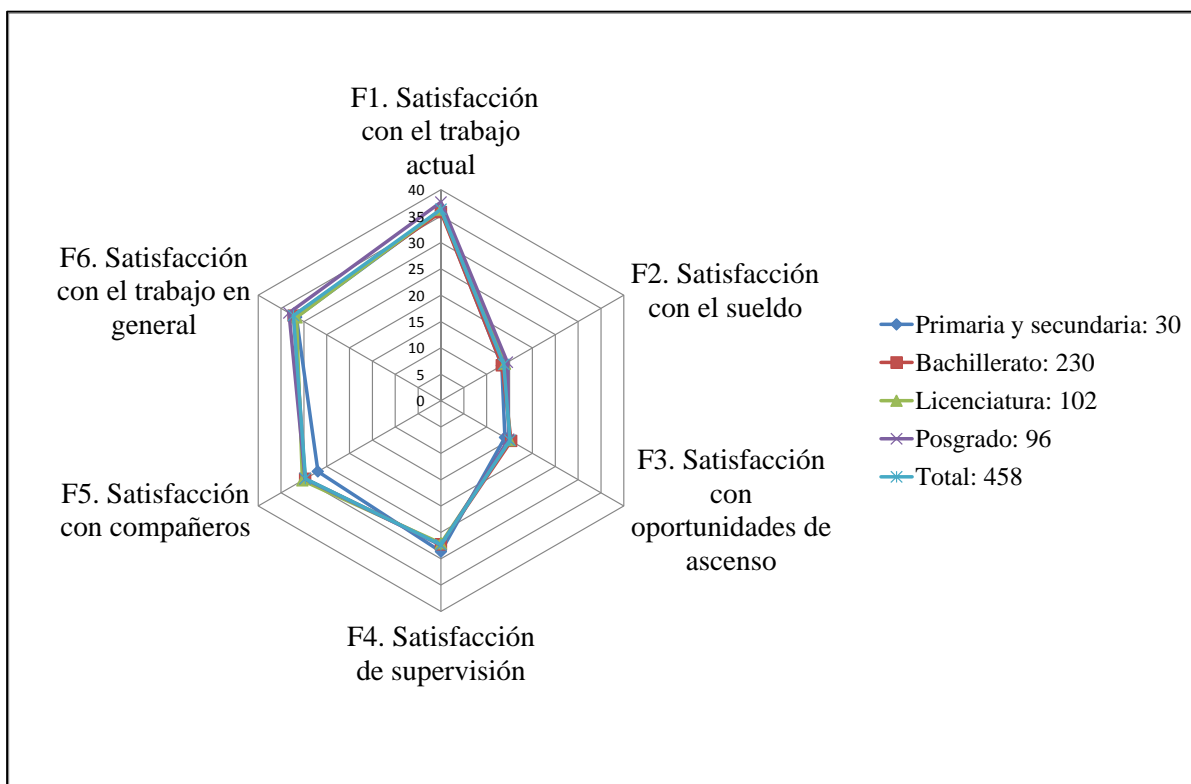 F1. Satisfacción
con el trabajo
actual
40
35
30
25
20
15
10
5
0
F2. Satisfacción
con el sueldo
F3. Satisfacción
con
oportunidades de
ascenso
F4. Satisfacción
de supervisión
F5. Satisfacción
con compañeros
F6. Satisfacción
con el trabajo en
general
Primaria y secundaria: 30
Bachillerato: 230
Licenciatura: 102
Posgrado: 96
Total: 458